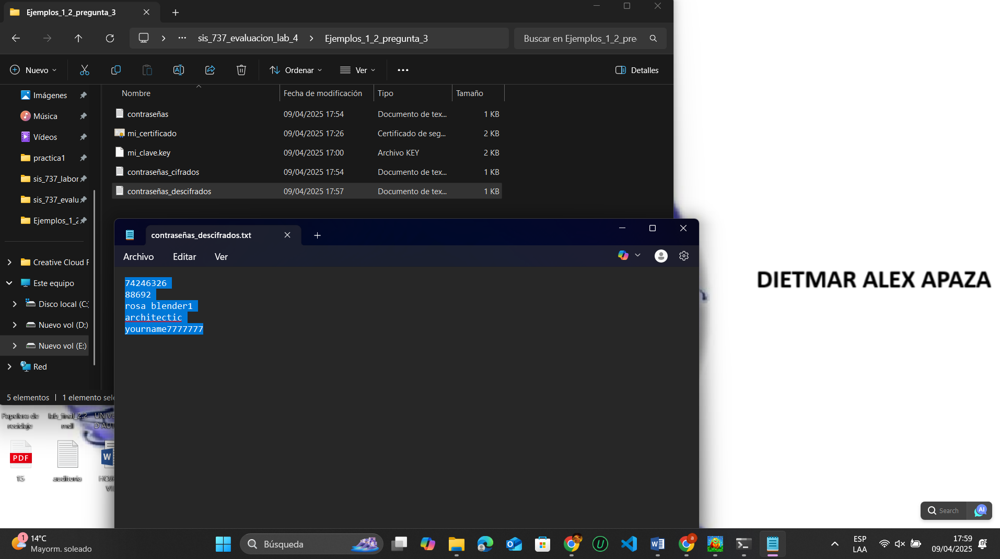 Ejemplos_1_2_pregunta_3
sis_737_evaluacion_lab_4
Ejemplos_1_2_pregunta_3
Buscar en Ejemplos_1_2_pre
Nuevo
Ordenar
Ver
Detalles
Nombre
Fecha de modificación
Tipo
Tamaño
Imágenes
Música
Vídeos
practica1
sis_737_labor
sis_737_evalu
Ejemplos_1_2
Creative Cloud F
Este equipo
Disco local (C:)
Nuevo vol (D:)
Nuevo vol (E:)
Red
contraseñas 09/04/2025 17:54 Documento de tex... 1 KB
mi_certificado 09/04/2025 17:26 Certificado de seg... 2 KB
mi_clave.key 09/04/2025 17:00 Archivo KEY 2 KB
contraseñas_cifrados 09/04/2025 17:54 Documento de tex... 1 KB
contraseñas_descifrados 09/04/2025 17:57 Documento de tex... 1 KB
5 elementos
1 elemento sele
contraseñas_descifrados.txt
Archivo Editar Ver
74246326
88692
rosa blender1
architectic
yourname7777777
DIETMAR ALEX APAZA
Papelera de
reciclaje
lab_final_2.2
mdl
UNIVE
D AUT
PDF
15
auditoria
W
HOJA
VI
Search
AI
1
14°C
Mayorm. soleado
Búsqueda
ESP
LAA
17:59
09/04/2025